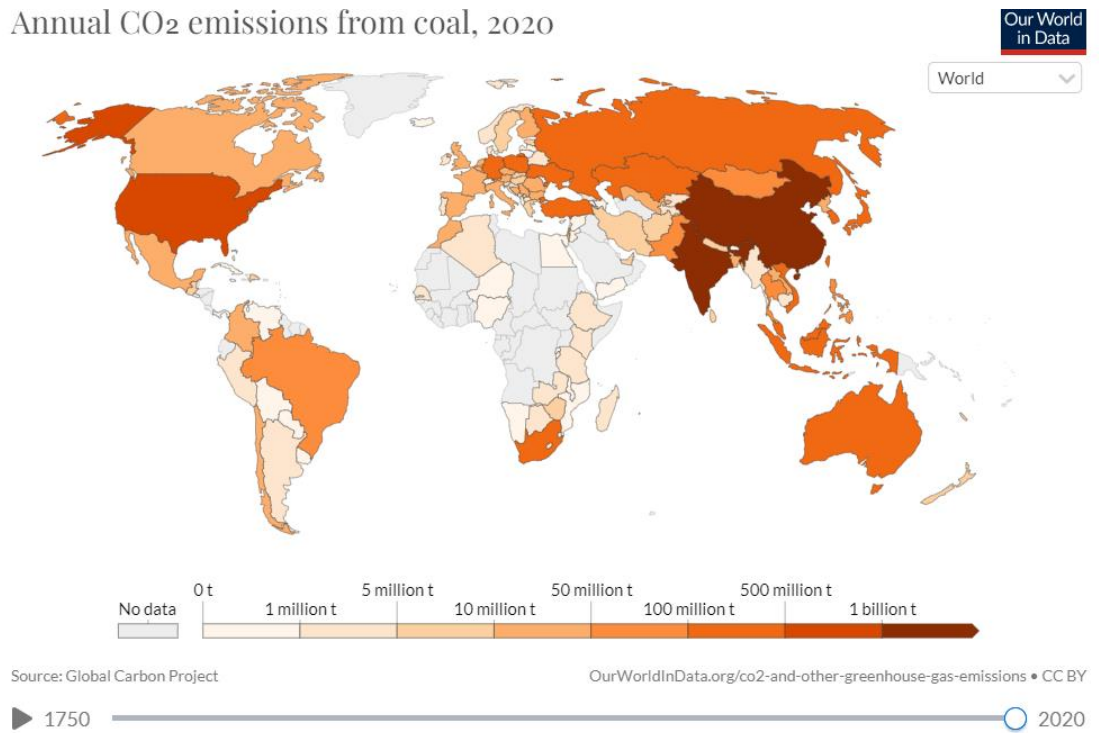 Annual CO2 emissions from coal, 2020
Our World
in Data
World
No data
0 t
1 million t
5 million t
10 million t
50 million t
100 million t
500 million t
1 billion t
Source: Global Carbon Project
OurWorldInData.org/co2-and-other-greenhouse-gas-emissions • CC BY
1750
2020